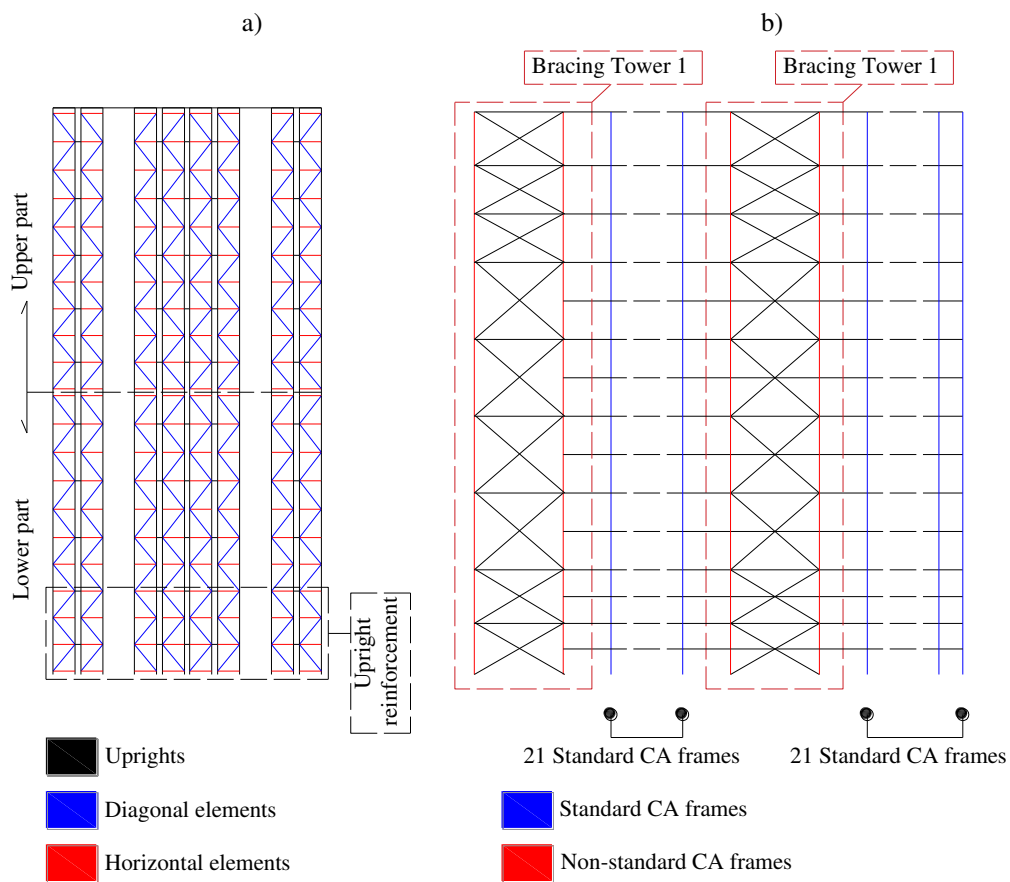 a)
b)
Bracing Tower 1
Bracing Tower 1
Upper part
Lower part
Upright
reinforcement
21 Standard CA frames
21 Standard CA frames
Uprights
Diagonal elements
Horizontal elements
Standard CA frames
Non-standard CA frames